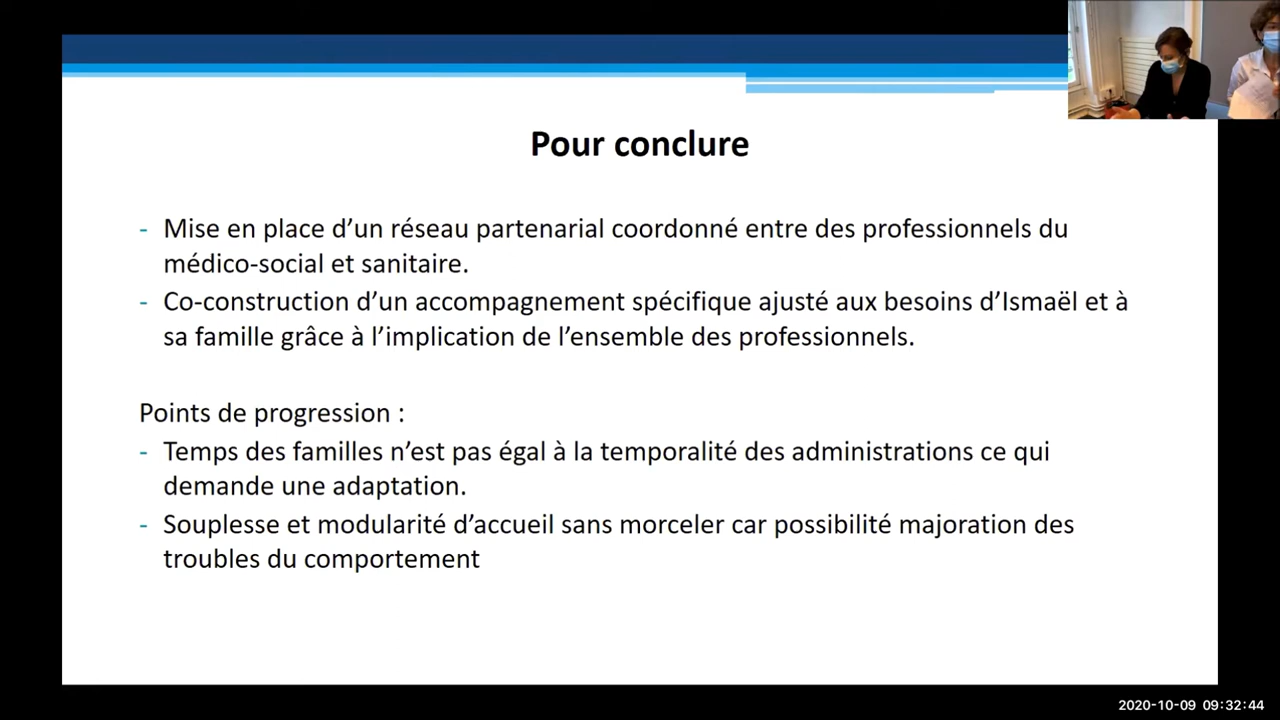 Pour conclure
- Mise en place d’un réseau partenarial coordonné entre des professionnels du
médico-social et sanitaire.
- Co-construction d’un accompagnement spécifique ajusté aux besoins d’Ismaël et à
sa famille grâce à l’implication de l’ensemble des professionnels.
Points de progression :
- Temps des familles n’est pas égal à la temporalité des administrations ce qui
demande une adaptation.
- Souplesse et modularité d’accueil sans morceler car possibilité majoration des
troubles du comportement
2020-10-09 09:32:44